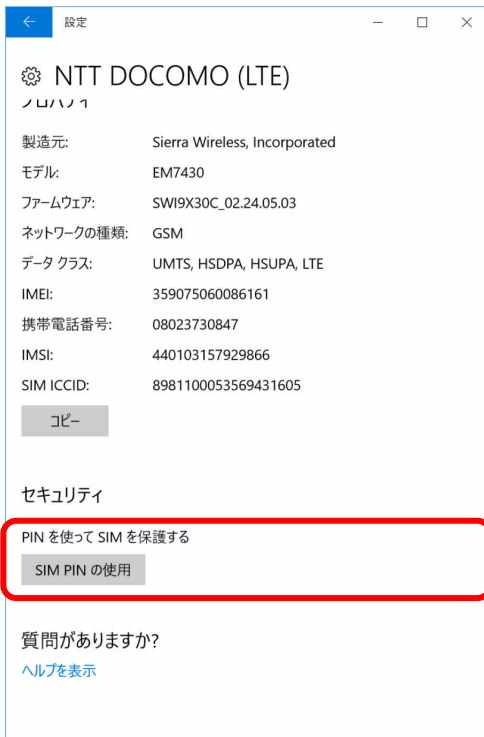 設定
NTT DOCOMO (LTE)
プロパティ
製造元: Sierra Wireless, Incorporated
モデル: EM7430
ファームウェア: SWI9X30C_02.24.05.03
ネットワークの種類: GSM
データ クラス: UMTS, HSDPA, HSUPA, LTE
IMEI: 359075060086161
携帯電話番号: 08023730847
IMSI: 440103157929866
SIM ICCID: 8981100053569431605
コピー
セキュリティ
PIN を使って SIM を保護する
SIM PIN の使用
質問がありますか?
ヘルプを表示